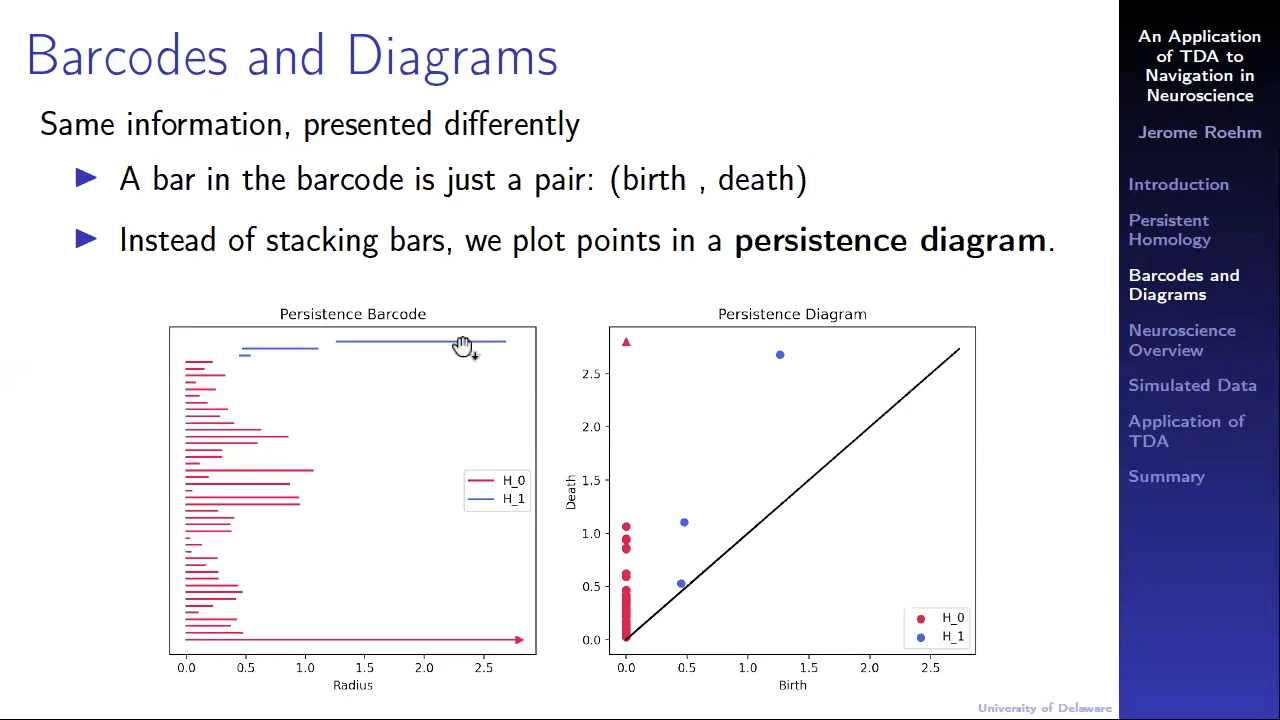 Barcodes and Diagrams
Same information, presented differently
A bar in the barcode is just a pair: (birth , death)
Instead of stacking bars, we plot points in a persistence diagram.
Persistence Barcode
H_0
H_1
0.0 0.5 1.0 1.5 2.0 2.5
Radius
Persistence Diagram
Death
2.5
2.0
1.5
1.0
0.5
0.0
H_0
H_1
0.0 0.5 1.0 1.5 2.0 2.5
Birth
University of Delaware
An Application
of TDA to
Navigation in
Neuroscience
Jerome Roehm
Introduction
Persistent
Homology
Barcodes and
Diagrams
Neuroscience
Overview
Simulated Data
Application of
TDA
Summary